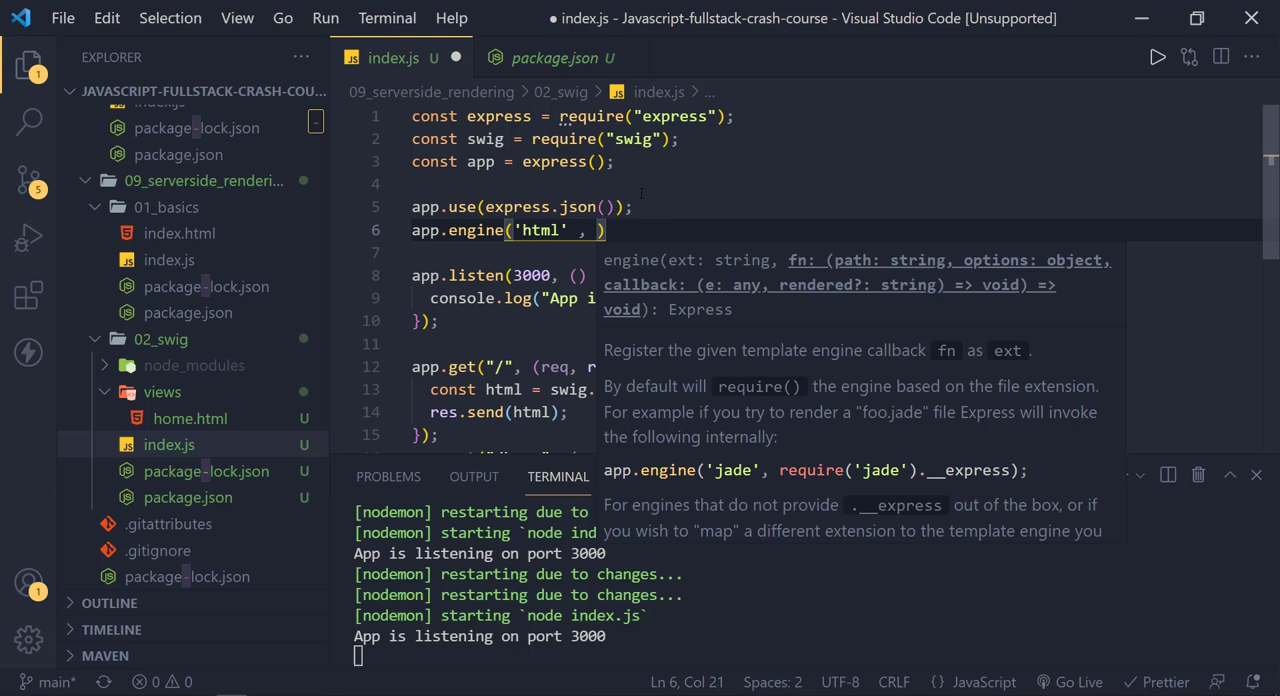 File Edit Selection View Go Run Terminal Help
● index.js - Javascript-fullstack-crash-course - Visual Studio Code [Unsupported]
EXPLORER
index.js U
package.json U
JAVASCRIPT-FULLSTACK-CRASH-COU...
09_serverside_rendering > 02_swig > index.js > ...
index.js
package-lock.json
package.json
09_serverside_renderi...
01_basics
index.html
index.js
package-lock.json
package.json
02_swig
node_modules
views
home.html U
index.js U
package-lock.json U
package.json U
.gitattributes
.gitignore
package-lock.json
OUTLINE
TIMELINE
MAVEN
1
5
1
1 const express = require("express");
2 const swig = require("swig");
3 const app = express();
4
5 app.use(express.json());
6 app.engine('html' , )
7
8 app.listen(3000, ()
9 console.log("App i
10 });
11
12 app.get("/", (req, r
13 const html = swig.
14 res.send(html);
15 });
engine(ext: string, fn: (path: string, options: object,
callback: (e: any, rendered?: string) => void) =>
void): Express
Register the given template engine callback fn as ext.
By default will require() the engine based on the file extension.
For example if you try to render a "foo.jade" file Express will invoke
the following internally:
app.engine('jade', require('jade').__express);
For engines that do not provide .__express out of the box, or if
you wish to "map" a different extension to the template engine you
PROBLEMS OUTPUT TERMINAL
[nodemon] restarting due to
[nodemon] starting `node ind
App is listening on port 3000
[nodemon] restarting due to changes...
[nodemon] restarting due to changes...
[nodemon] starting `node index.js`
App is listening on port 3000
main* 0 0 Ln 6, Col 21 Spaces: 2 UTF-8 CRLF {} JavaScript Go Live Prettier